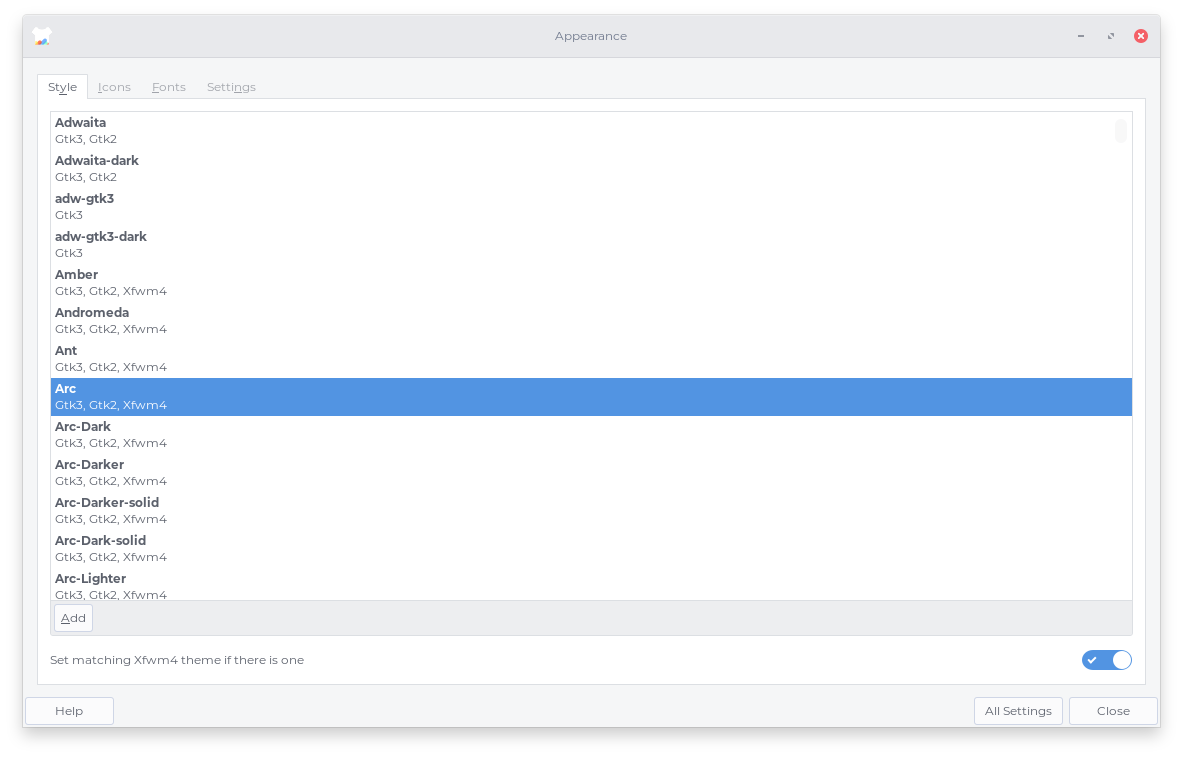 Appearance
Style Icons Fonts Settings
Adwaita
Gtk3, Gtk2
Adwaita-dark
Gtk3, Gtk2
adw-gtk3
Gtk3
adw-gtk3-dark
Gtk3
Amber
Gtk3, Gtk2, Xfwm4
Andromeda
Gtk3, Gtk2, Xfwm4
Ant
Gtk3, Gtk2, Xfwm4
Arc
Gtk3, Gtk2, Xfwm4
Arc-Dark
Gtk3, Gtk2, Xfwm4
Arc-Darker
Gtk3, Gtk2, Xfwm4
Arc-Darker-solid
Gtk3, Gtk2, Xfwm4
Arc-Dark-solid
Gtk3, Gtk2, Xfwm4
Arc-Lighter
Gtk3, Gtk2, Xfwm4
Add
Set matching Xfwm4 theme if there is one
Help All Settings Close